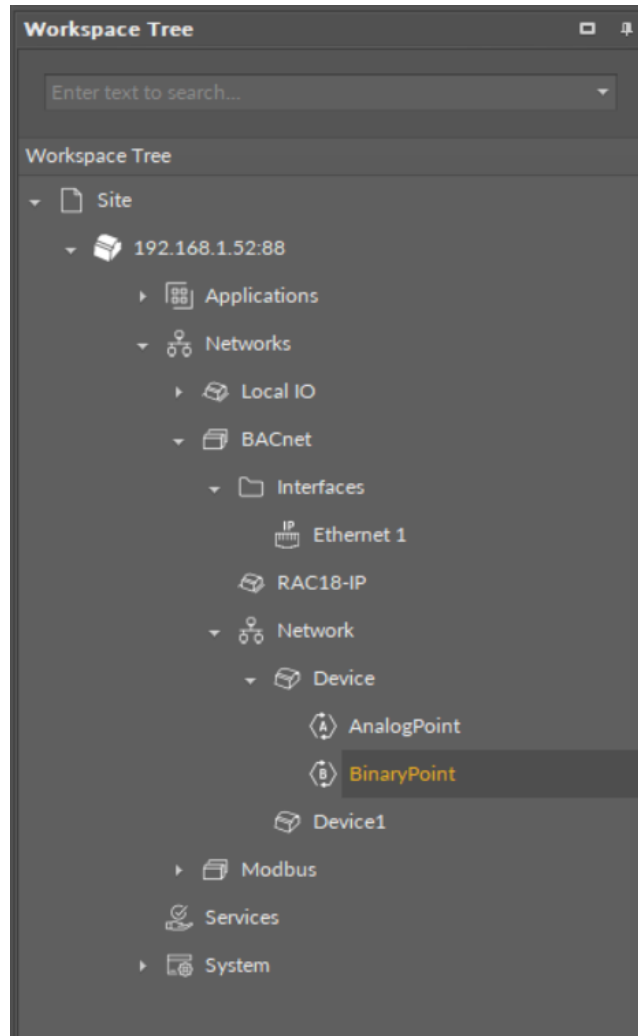 Workspace Tree
Enter text to search...
Workspace Tree
Site
192.168.1.52:88
Applications
Networks
Local IO
BACnet
Interfaces
IP
Ethernet 1
RAC18-IP
Network
Device
A
AnalogPoint
B
BinaryPoint
Device1
Modbus
Services
System